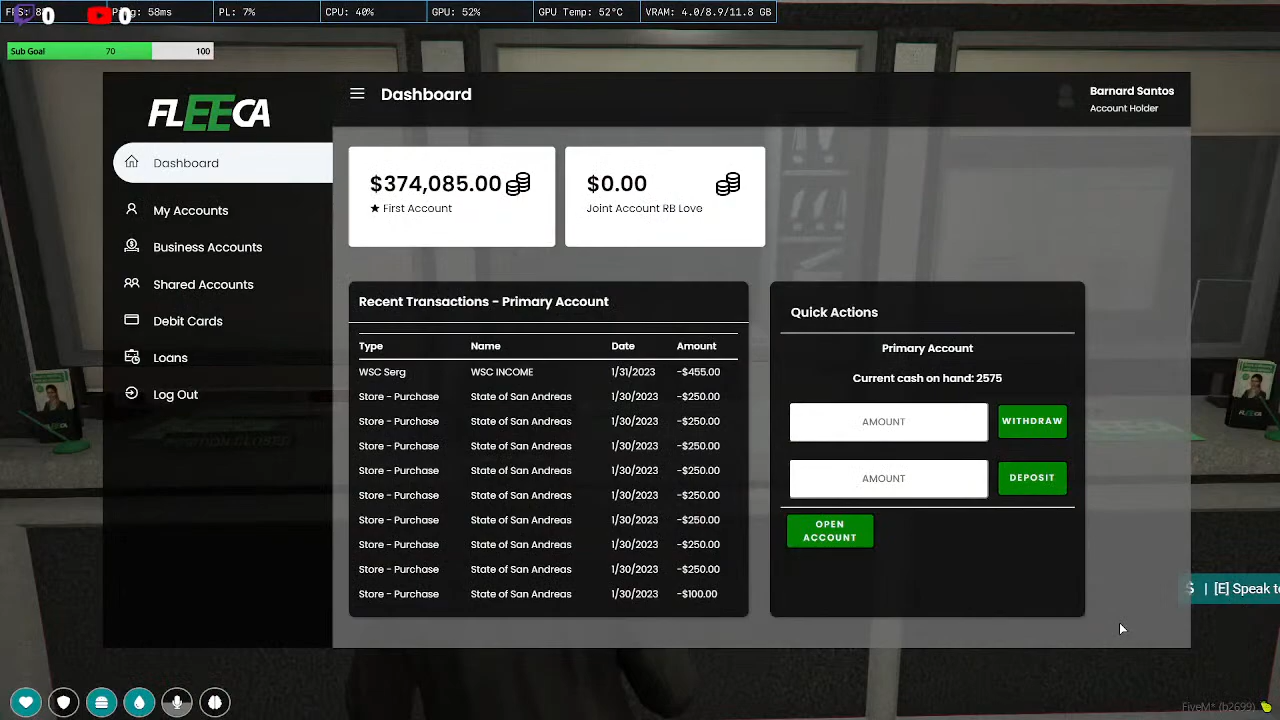 Ping: 58ms
PL: 7%
CPU: 40%
GPU: 52%
GPU Temp: 52°C
VRAM: 4.0/8.9/11.8 GB
0
0
Sub Goal 70 100
FLEECA
Dashboard
Barnard Santos
Account Holder
Dashboard
My Accounts
Business Accounts
Shared Accounts
Debit Cards
Loans
Log Out
$374,085.00
★ First Account
$0.00
Joint Account RB Love
Recent Transactions - Primary Account
Type Name Date Amount
WSC Serg WSC INCOME 1/31/2023 -$455.00
Store - Purchase State of San Andreas 1/30/2023 -$250.00
Store - Purchase State of San Andreas 1/30/2023 -$250.00
Store - Purchase State of San Andreas 1/30/2023 -$250.00
Store - Purchase State of San Andreas 1/30/2023 -$250.00
Store - Purchase State of San Andreas 1/30/2023 -$250.00
Store - Purchase State of San Andreas 1/30/2023 -$250.00
Store - Purchase State of San Andreas 1/30/2023 -$250.00
Store - Purchase State of San Andreas 1/30/2023 -$250.00
Store - Purchase State of San Andreas 1/30/2023 -$100.00
Quick Actions
Primary Account
Current cash on hand: 2575
AMOUNT
WITHDRAW
AMOUNT
DEPOSIT
OPEN
ACCOUNT
$ | [E] Speak to
FiveM* (b2699)